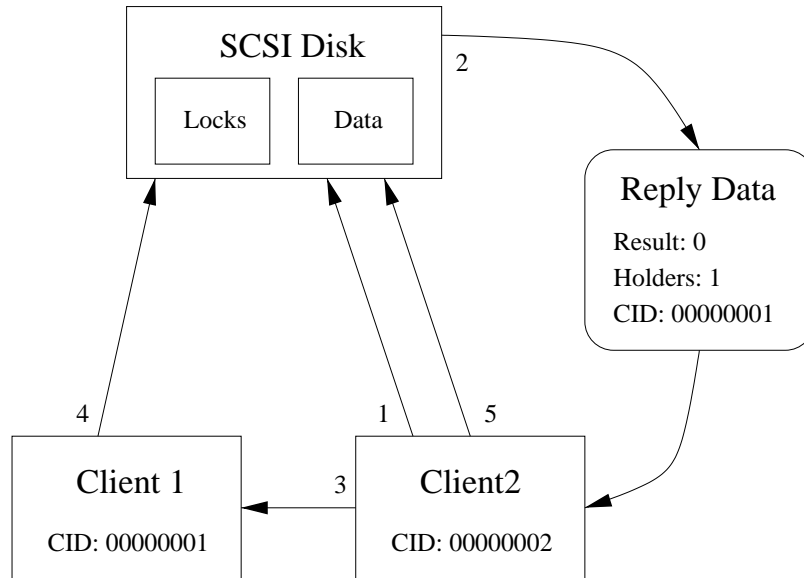 SCSI Disk
2
Locks
Data
Reply Data
Result: 0
Holders: 1
CID: 00000001
4
1
5
Client 1
3
Client2
CID: 00000001
CID: 00000002